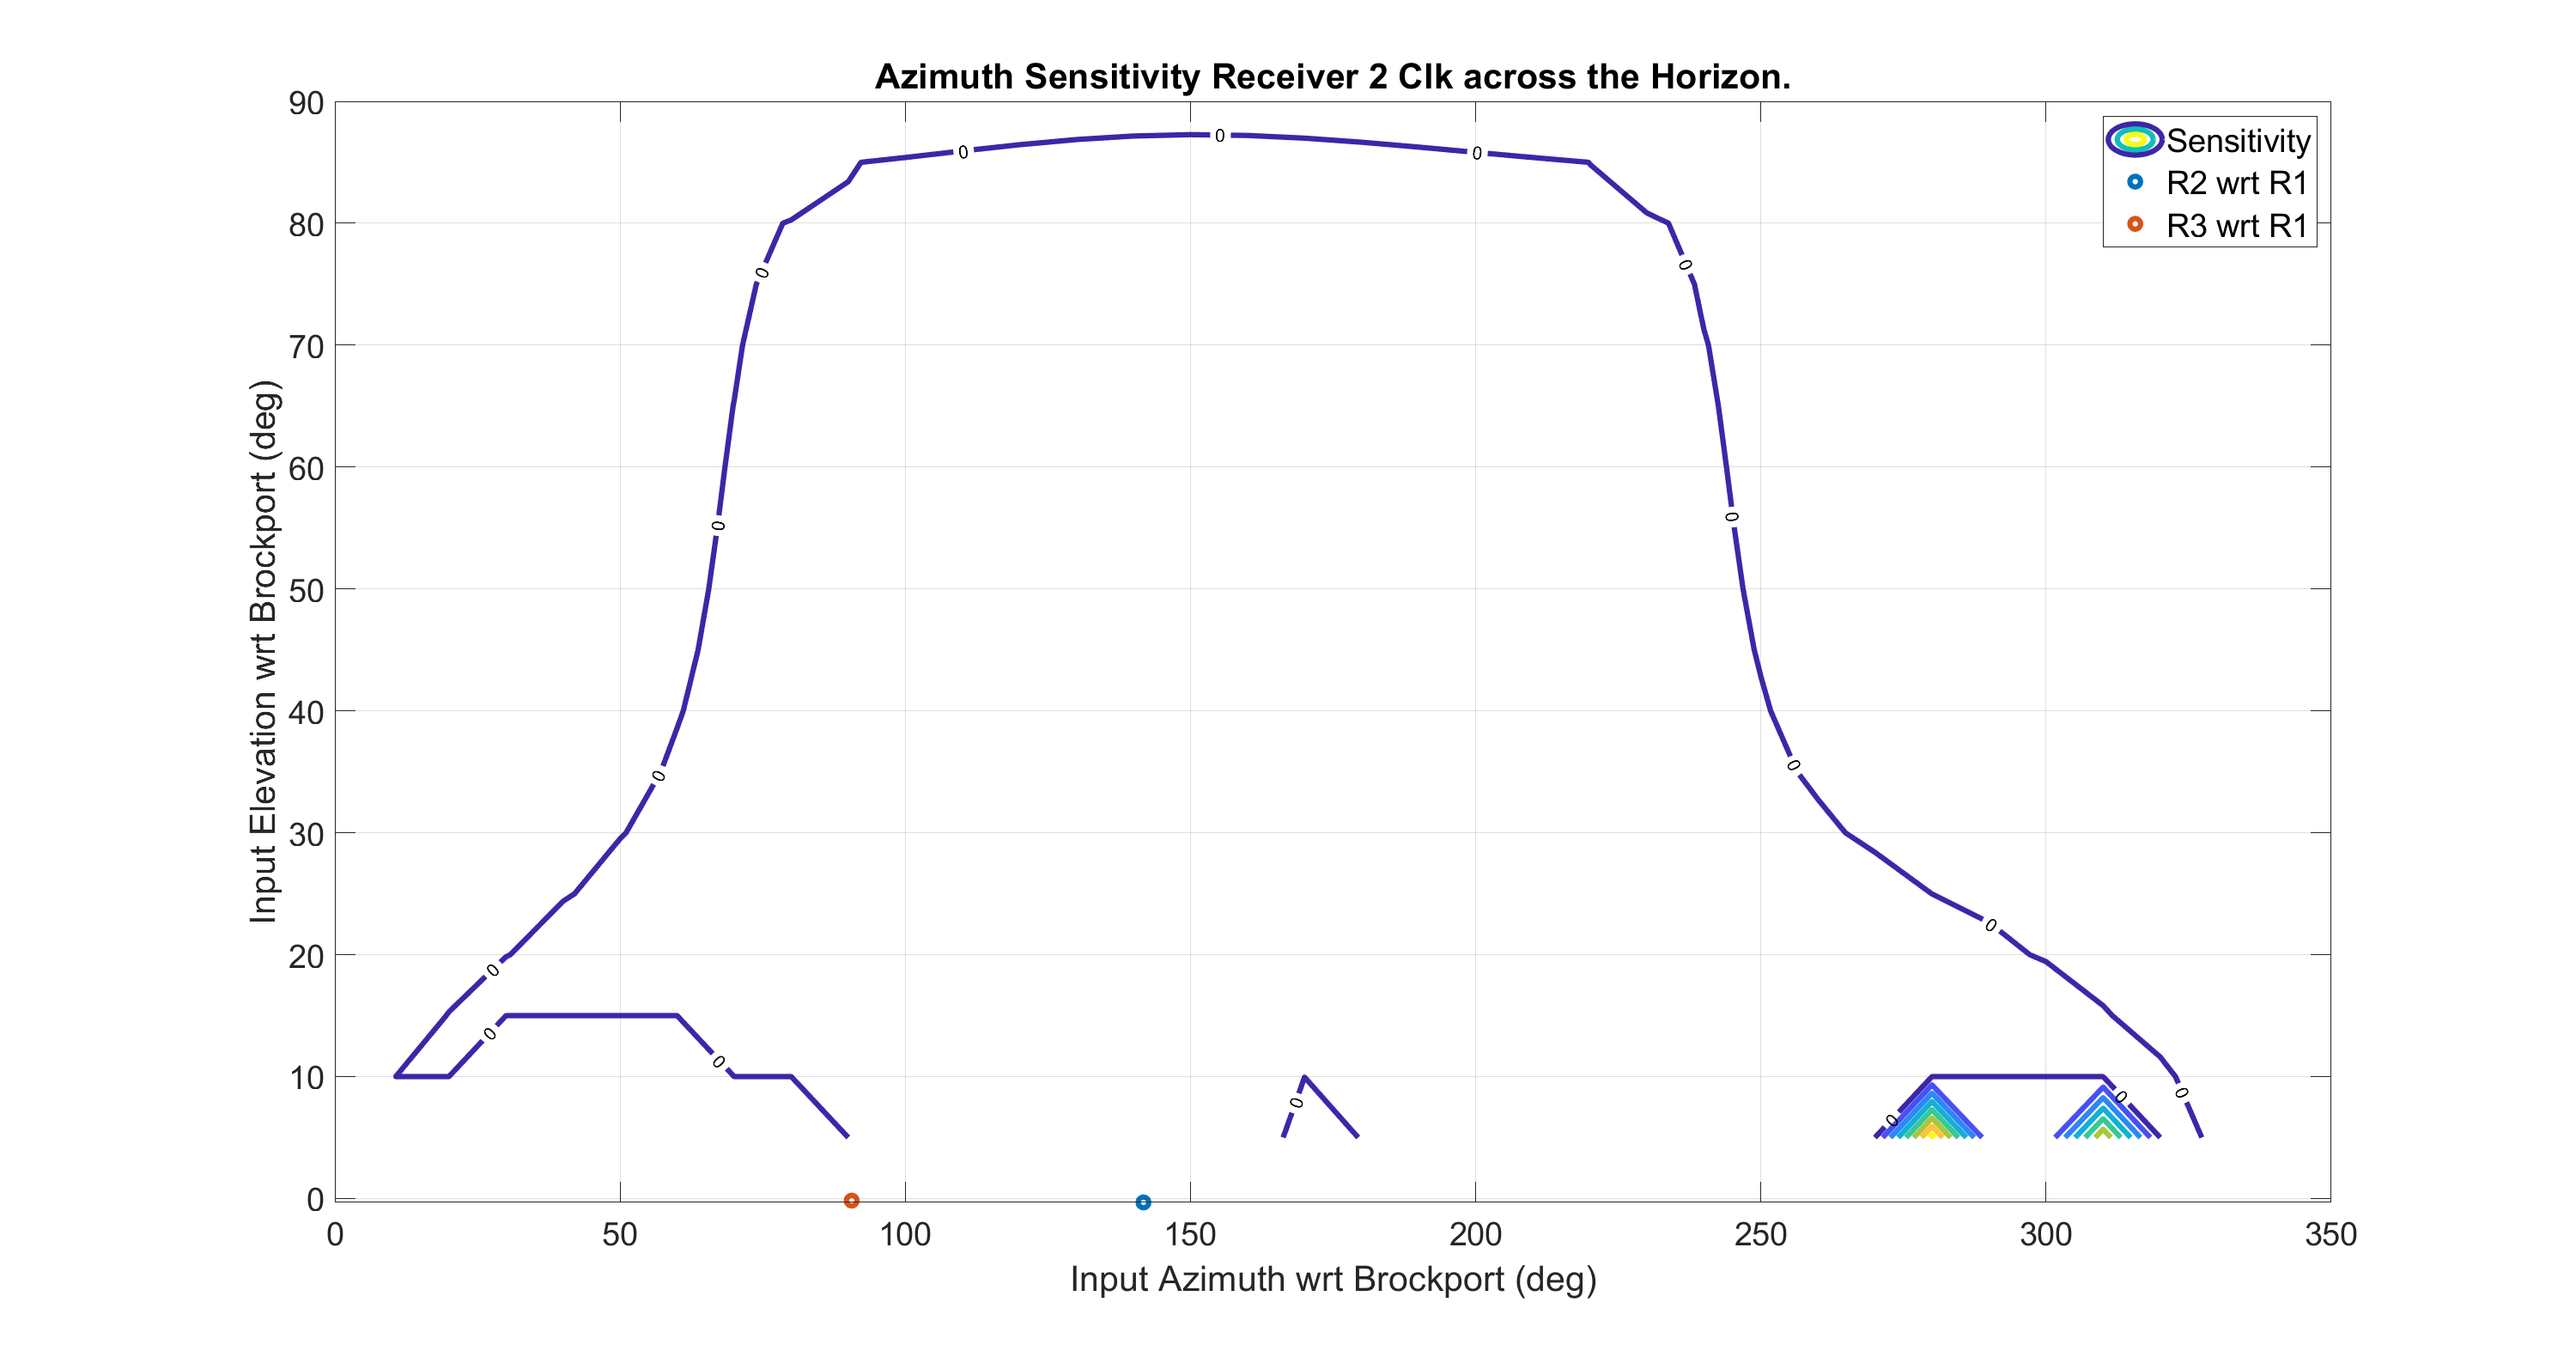 Azimuth Sensitivity Receiver 2 Clk across the Horizon.
90
80
70
60
50
40
30
20
10
0
Input Elevation wrt Brockport (deg)
Sensitivity
R2 wrt R1
R3 wrt R1
0 0 0
0 0
0 0
0 0
0 0
0 0 0 0 0 0
0 50 100 150 200 250 300 350
Input Azimuth wrt Brockport (deg)